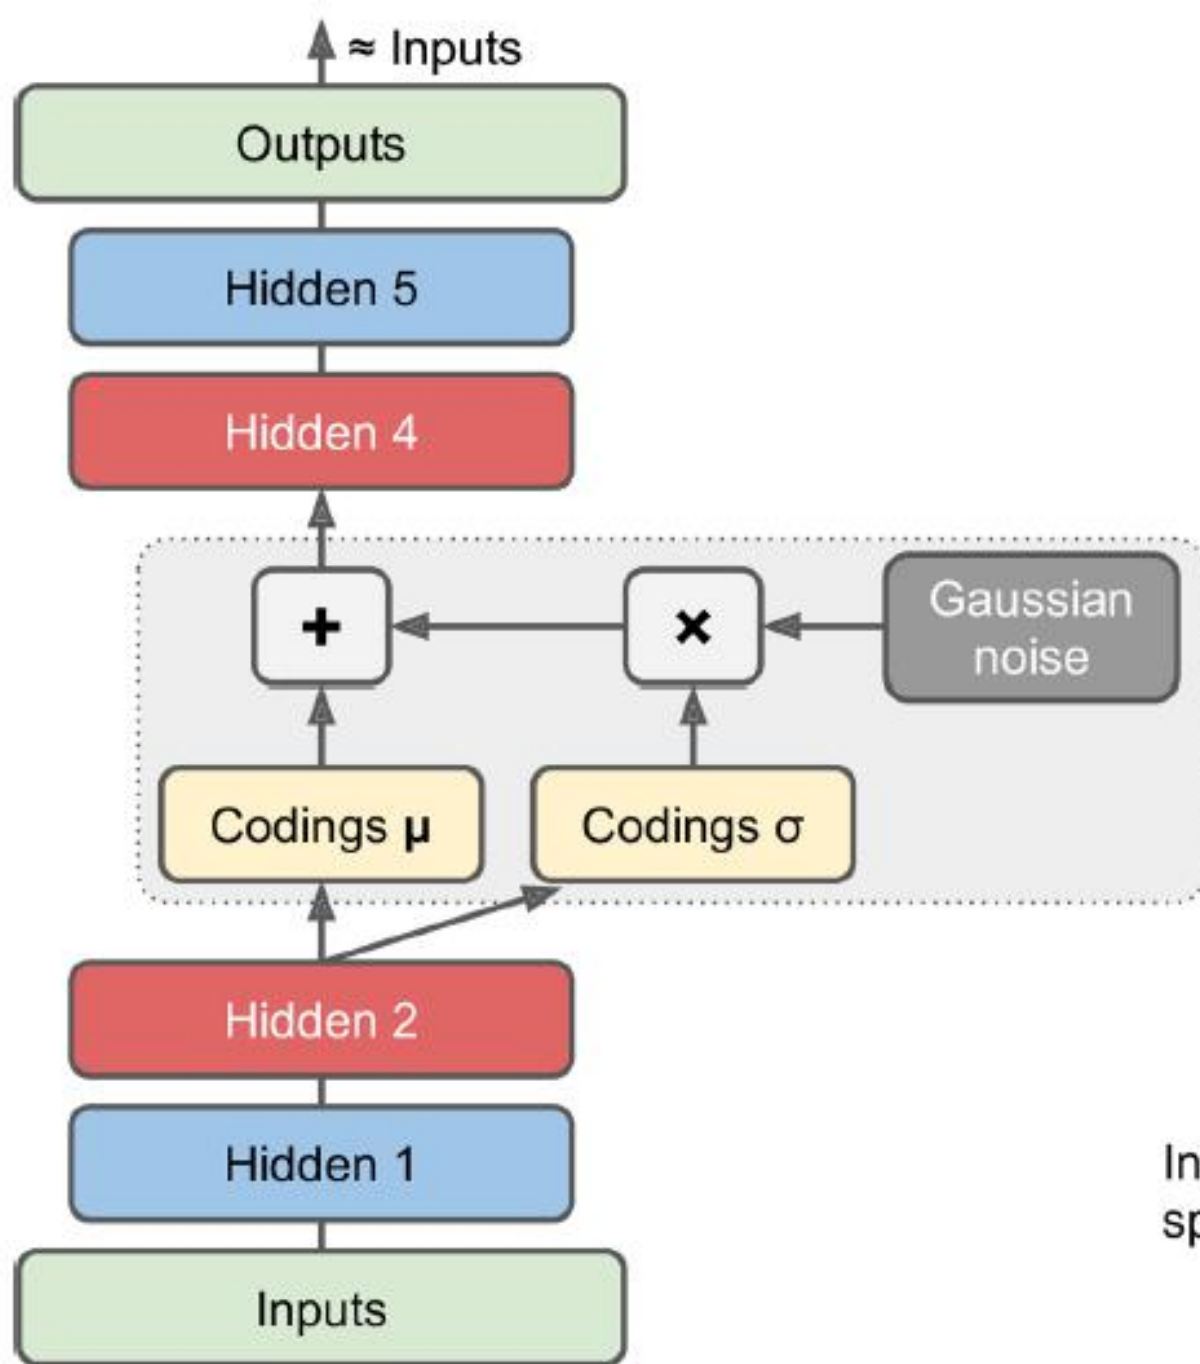 ≈ Inputs
Outputs
Hidden 5
Hidden 4
+
×
Gaussian
noise
Codings μ
Codings σ
Hidden 2
Hidden 1
Inputs